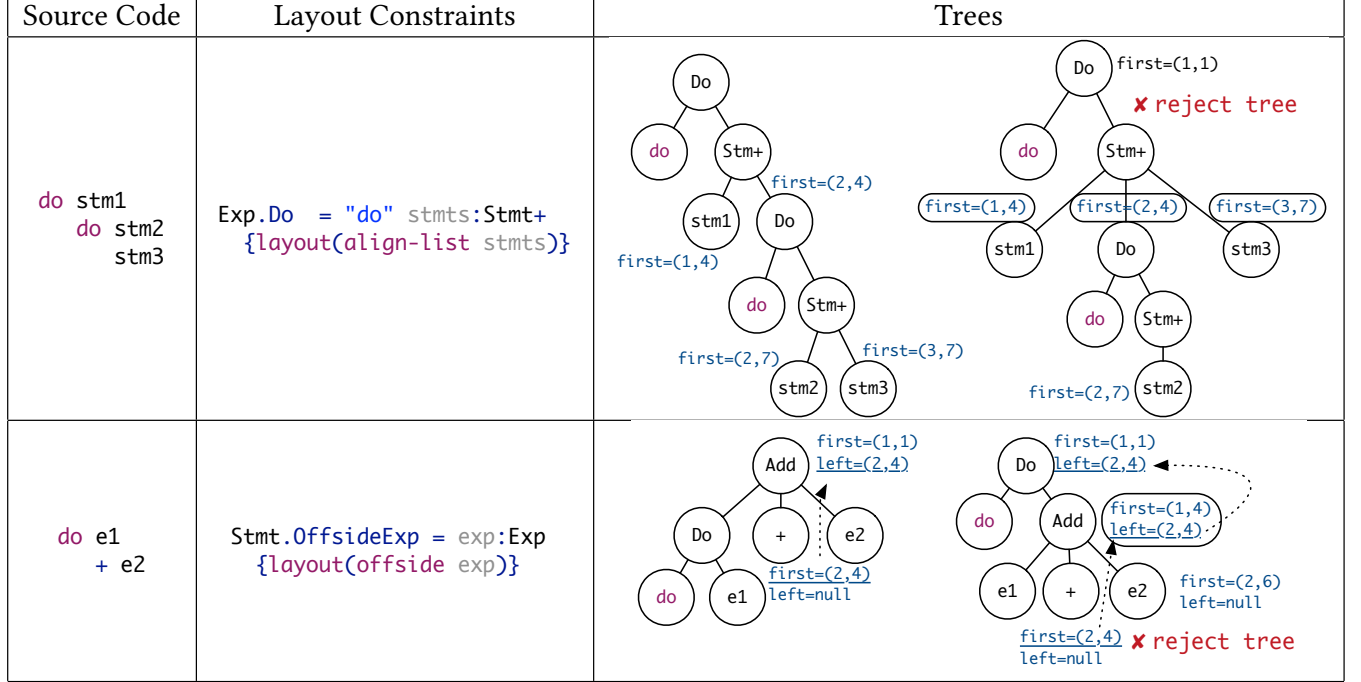 Source Code
Layout Constraints
Trees
do stm1
do stm2
stm3
Exp.Do = "do" stmts:Stmt+
{layout(align-list stmts)}
Do
do
Stm+
first=(2,4)
stm1
Do
first=(1,4)
do
Stm+
first=(2,7)
first=(3,7)
stm2
stm3
Do
first=(1,1)
✘ reject tree
do
Stm+
first=(1,4)
first=(2,4)
first=(3,7)
stm1
Do
stm3
do
Stm+
first=(2,7)
stm2
do e1
+ e2
Stmt.OffsideExp = exp:Exp
{layout(offside exp)}
Add
first=(1,1)
left=(2,4)
Do
+
e2
first=(2,4)
left=null
do
e1
Do
first=(1,1)
left=(2,4)
do
Add
first=(1,4)
left=(2,4)
e1
+
e2
first=(2,6)
left=null
first=(2,4)
left=null
✘ reject tree